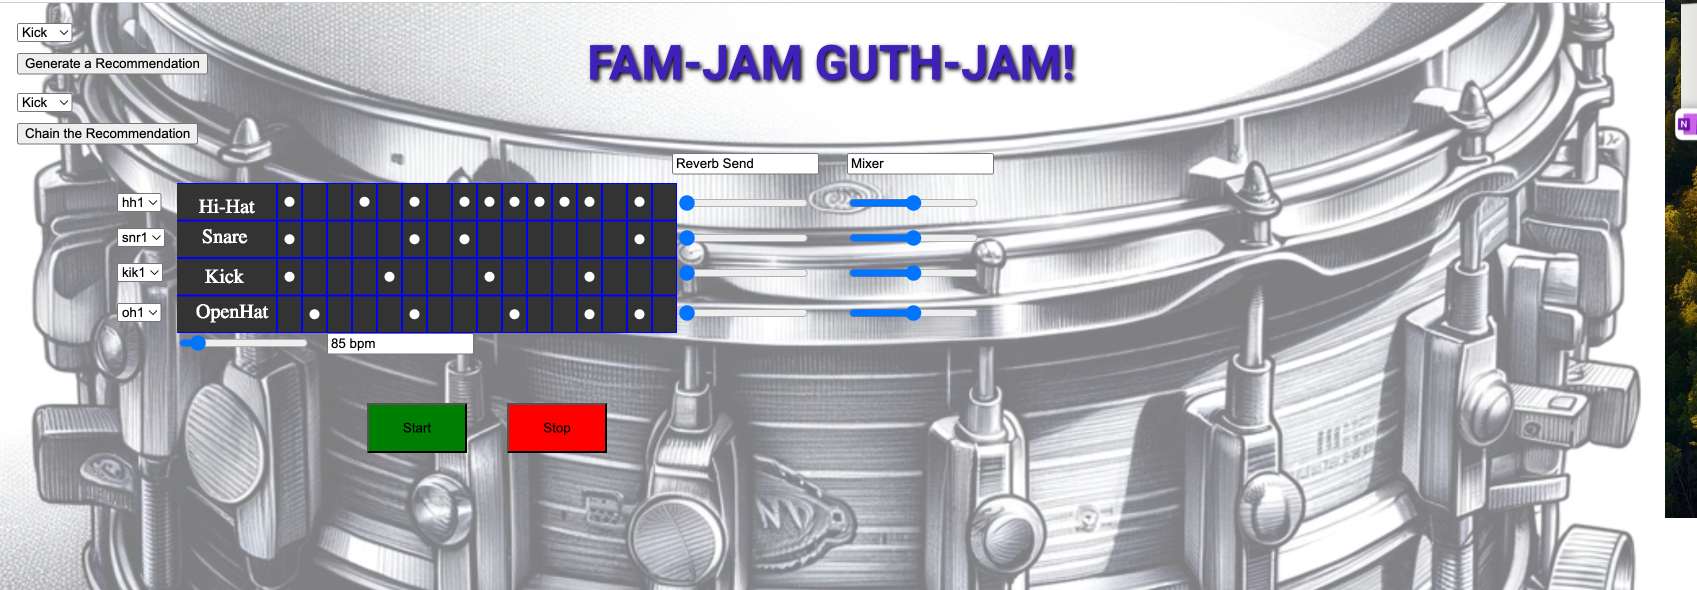 Kick
FAM-JAM GUTH-JAM!
Generate a Recommendation
Kick
Chain the Recommendation
Reverb Send
Mixer
hh1
Hi-Hat
snr1
Snare
kik1
Kick
oh1
OpenHat
85 bpm
Start
Stop
N